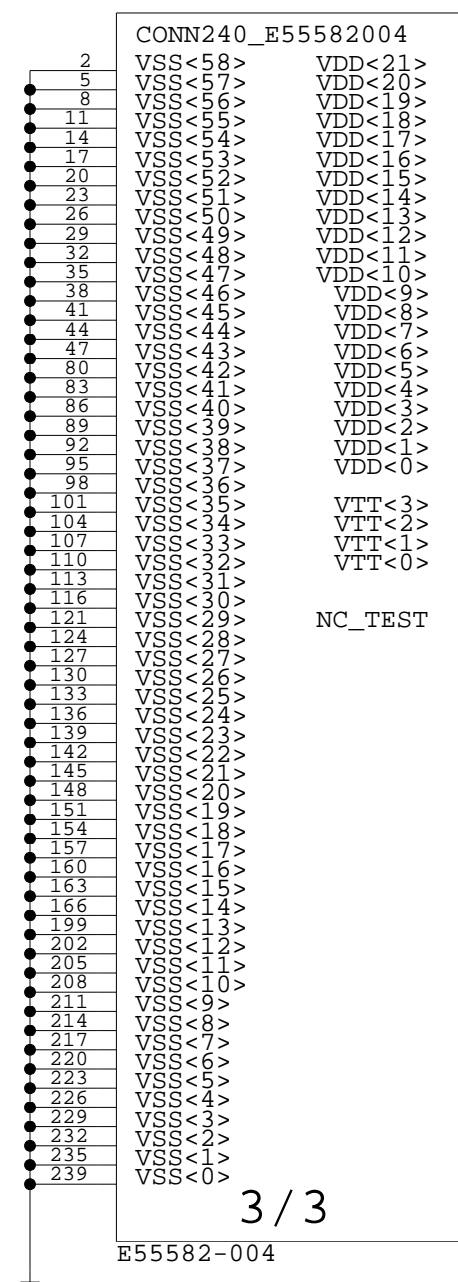 CONN240_E55582004
2 VSS<58> VDD<21>
5 VSS<57> VDD<20>
8 VSS<56> VDD<19>
11 VSS<55> VDD<18>
14 VSS<54> VDD<17>
17 VSS<53> VDD<16>
20 VSS<52> VDD<15>
23 VSS<51> VDD<14>
26 VSS<50> VDD<13>
29 VSS<49> VDD<12>
32 VSS<48> VDD<11>
35 VSS<47> VDD<10>
38 VSS<46> VDD<9>
41 VSS<45> VDD<8>
44 VSS<44> VDD<7>
47 VSS<43> VDD<6>
80 VSS<42> VDD<5>
83 VSS<41> VDD<4>
86 VSS<40> VDD<3>
89 VSS<39> VDD<2>
92 VSS<38> VDD<1>
95 VSS<37> VDD<0>
98 VSS<36>
101 VSS<35> VTT<3>
104 VSS<34> VTT<2>
107 VSS<33> VTT<1>
110 VSS<32> VTT<0>
113 VSS<31>
116 VSS<30>
121 VSS<29> NC_TEST
124 VSS<28>
127 VSS<27>
130 VSS<26>
133 VSS<25>
136 VSS<24>
139 VSS<23>
142 VSS<22>
145 VSS<21>
148 VSS<20>
151 VSS<19>
154 VSS<18>
157 VSS<17>
160 VSS<16>
163 VSS<15>
166 VSS<14>
199 VSS<13>
202 VSS<12>
205 VSS<11>
208 VSS<10>
211 VSS<9>
214 VSS<8>
217 VSS<7>
220 VSS<6>
223 VSS<5>
226 VSS<4>
229 VSS<3>
232 VSS<2>
235 VSS<1>
239 VSS<0>
3/3
E55582-004